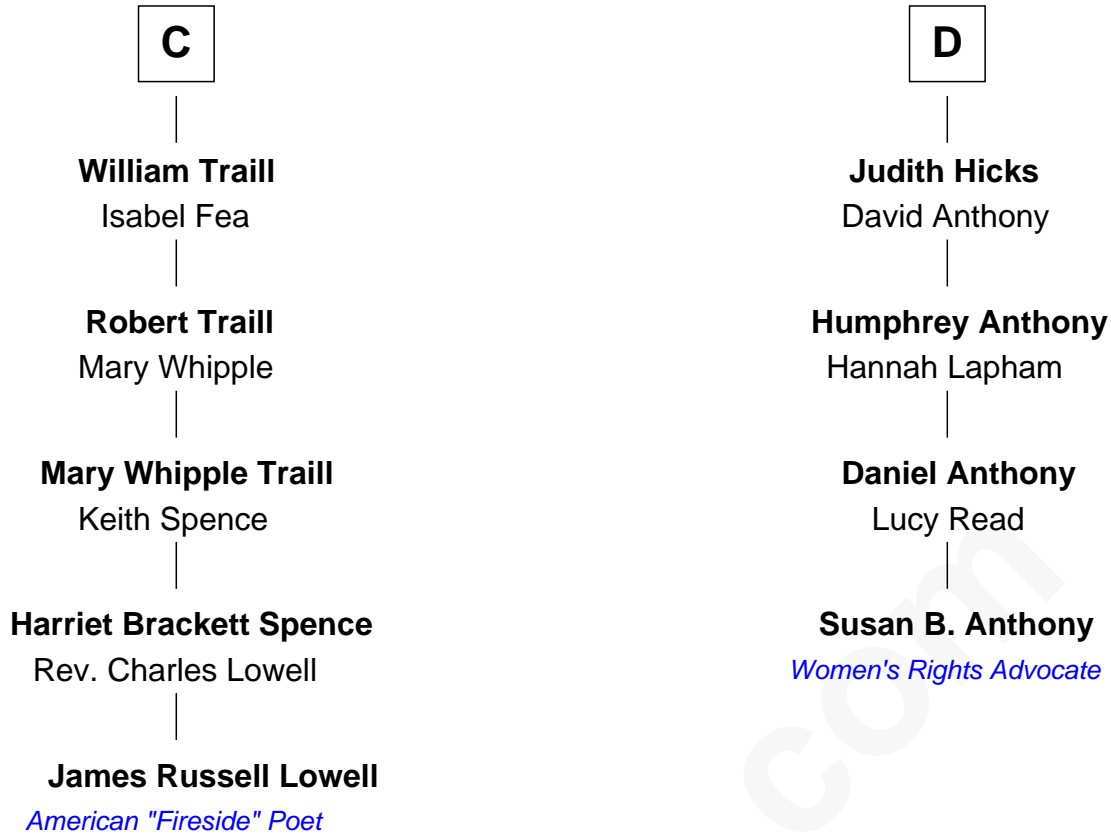 C
William Traill
Isabel Fea
Robert Traill
Mary Whipple
Mary Whipple Traill
Keith Spence
Harriet Brackett Spence
Rev. Charles Lowell
James Russell Lowell
American "Fireside" Poet
D
Judith Hicks
David Anthony
Humphrey Anthony
Hannah Lapham
Daniel Anthony
Lucy Read
Susan B. Anthony
Women's Rights Advocate
com